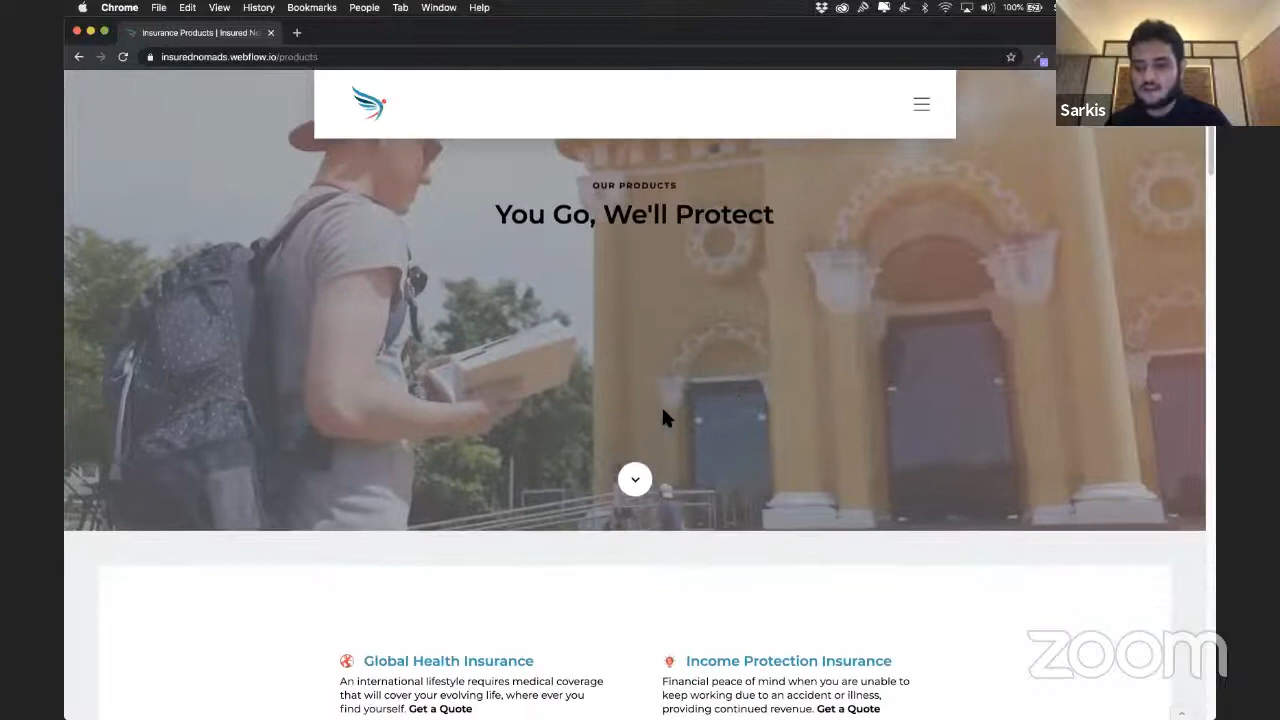 Chrome File Edit View History Bookmarks People Tab Window Help 100%
Insurance Products | Insured No
insurednomads.webflow.io/products
Sarkis
OUR PRODUCTS
You Go, We'll Protect
Global Health Insurance
An international lifestyle requires medical coverage
that will cover your evolving life, where ever you
find yourself. Get a Quote
Income Protection Insurance
Financial peace of mind when you are unable to
keep working due to an accident or illness,
providing continued revenue. Get a Quote
zoom